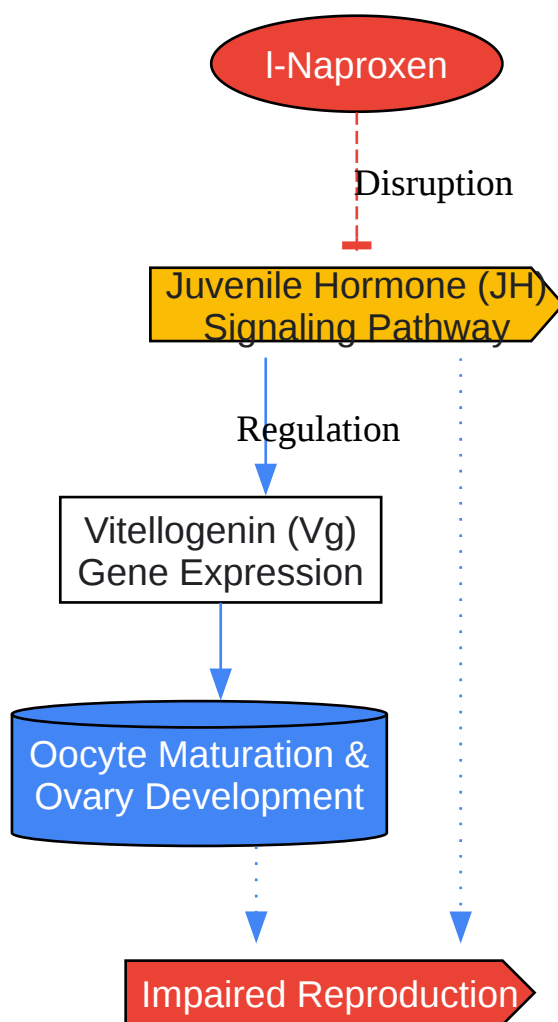 l-Naproxen
Disruption
Juvenile Hormone (JH)
Signaling Pathway
Regulation
Vitellogenin (Vg)
Gene Expression
Oocyte Maturation &
Ovary Development
Impaired Reproduction